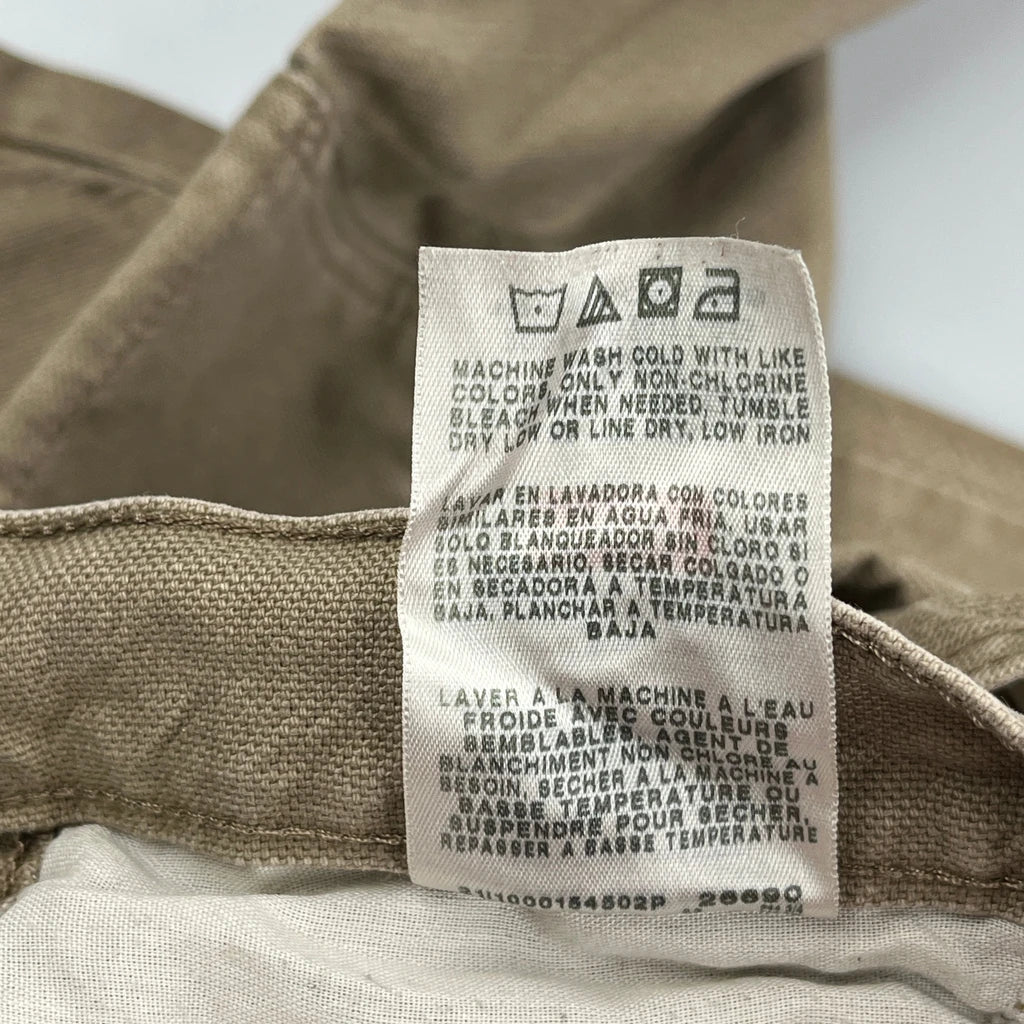 MACHINE WASH COLD WITH LIKE
COLORS, ONLY NON-CHLORINE
BLEACH WHEN NEEDED, TUMBLE
DRY LOW OR LINE DRY, LOW IRON
LAVAR EN LAVADORA CON COLORES
SIMILARES EN AGUA FRIA, USAR
SOLO BLANQUEADOR SIN CLORO SI
ES NECESARIO, SECAR COLGADO O
EN SECADORA A TEMPERATURA
BAJA, PLANCHAR A TEMPERATURA
BAJA
LAVER A LA MACHINE A L'EAU
FROIDE AVEC COULEURS
SEMBLABLES, AGENT DE
BLANCHIMENT NON CHLORE AU
BESOIN, SECHER A LA MACHINE A
BASSE TEMPERATURE OU
SUSPENDRE POUR SECHER,
REPASSER A BASSE TEMPERATURE
26690